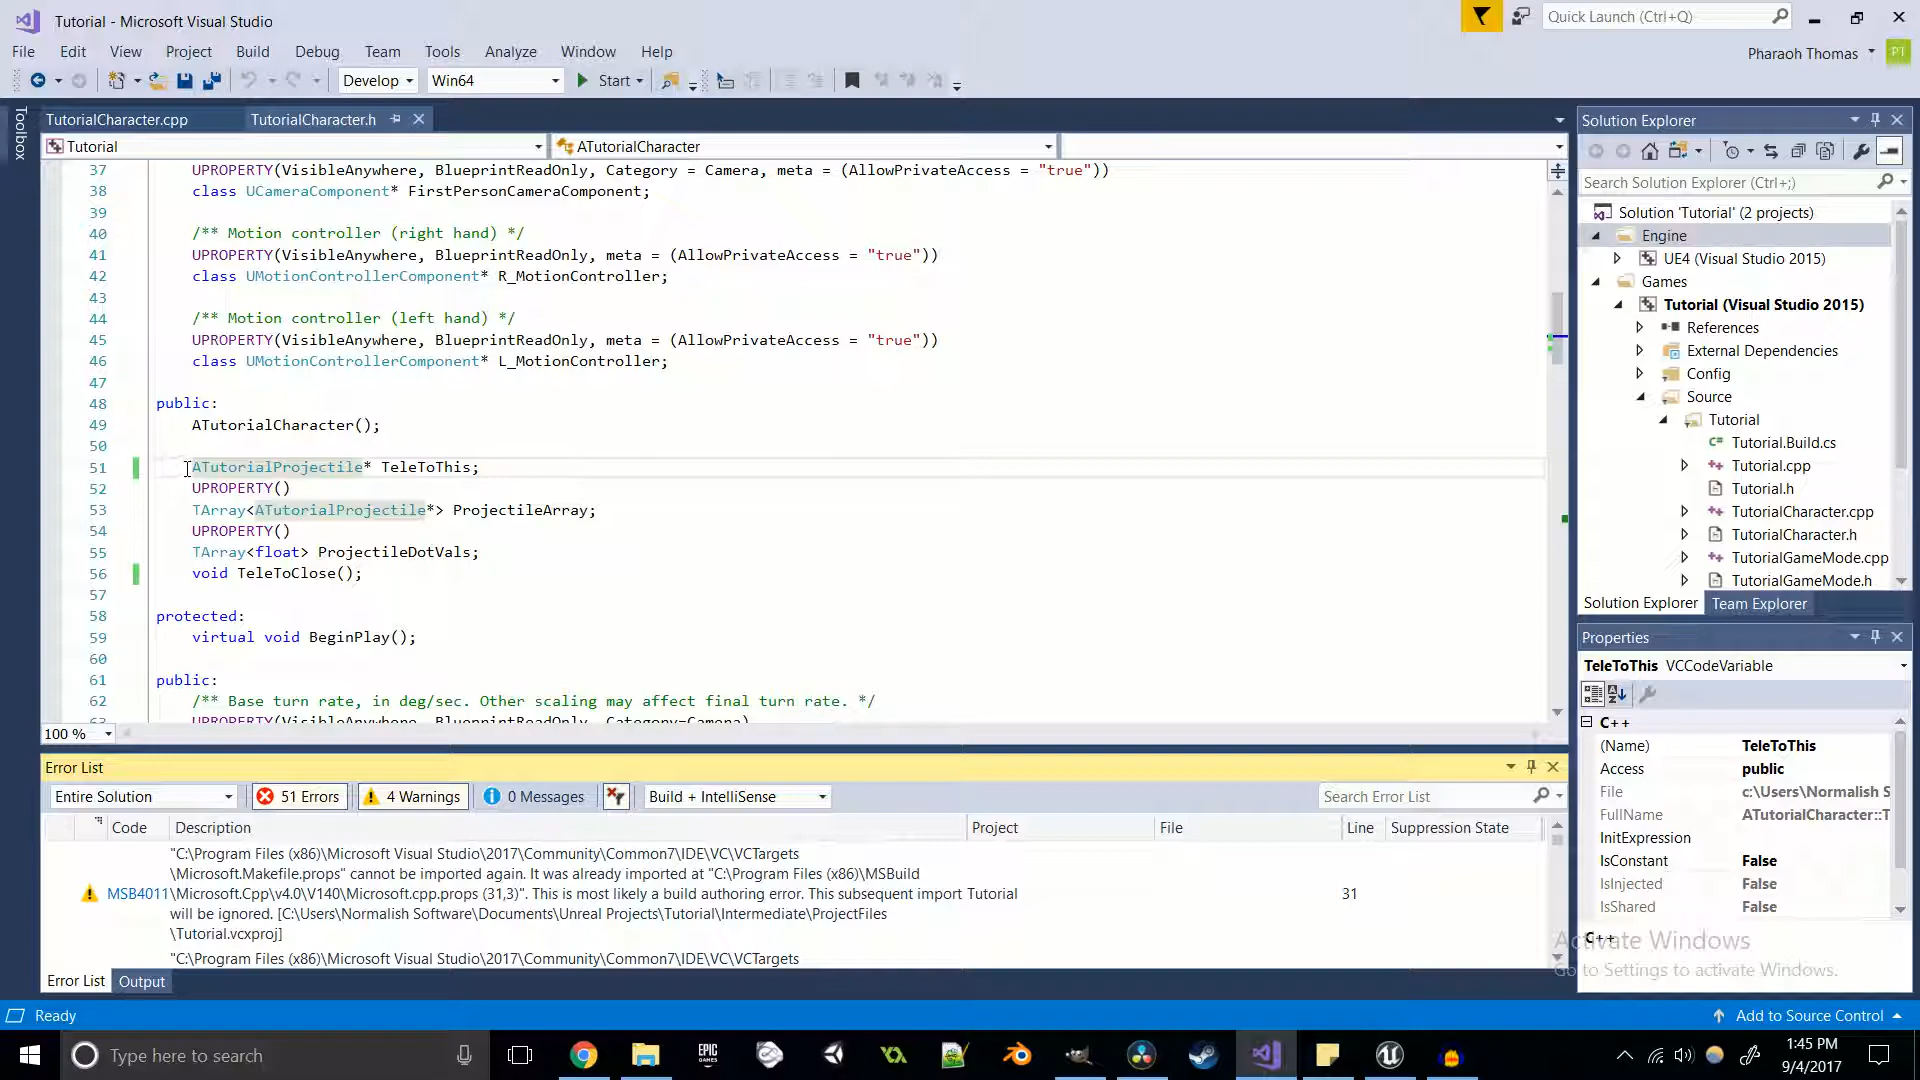 Tutorial - Microsoft Visual Studio
Quick Launch (Ctrl+Q)
File Edit View Project Build Debug Team Tools Analyze Window Help
Pharaoh Thomas
PT
Develop Win64 Start
Toolbox
TutorialCharacter.cpp TutorialCharacter.h
Tutorial ATutorialCharacter
37 UPROPERTY(VisibleAnywhere, BlueprintReadOnly, Category = Camera, meta = (AllowPrivateAccess = "true"))
38 class UCameraComponent* FirstPersonCameraComponent;
39
40 /** Motion controller (right hand) */
41 UPROPERTY(VisibleAnywhere, BlueprintReadOnly, meta = (AllowPrivateAccess = "true"))
42 class UMotionControllerComponent* R_MotionController;
43
44 /** Motion controller (left hand) */
45 UPROPERTY(VisibleAnywhere, BlueprintReadOnly, meta = (AllowPrivateAccess = "true"))
46 class UMotionControllerComponent* L_MotionController;
47
48 public:
49 ATutorialCharacter();
50
51 ATutorialProjectile* TeleToThis;
52 UPROPERTY()
53 TArray<ATutorialProjectile*> ProjectileArray;
54 UPROPERTY()
55 TArray<float> ProjectileDotVals;
56 void TeleToClose();
57
58 protected:
59 virtual void BeginPlay();
60
61 public:
62 /** Base turn rate, in deg/sec. Other scaling may affect final turn rate. */
63 UPROPERTY(VisibleAnywhere, BlueprintReadOnly, Category=Camera)
100 %
Solution Explorer
Search Solution Explorer (Ctrl+;)
Solution 'Tutorial' (2 projects)
Engine
UE4 (Visual Studio 2015)
Games
Tutorial (Visual Studio 2015)
References
External Dependencies
Config
Source
Tutorial
Tutorial.Build.cs
Tutorial.cpp
Tutorial.h
TutorialCharacter.cpp
TutorialCharacter.h
TutorialGameMode.cpp
TutorialGameMode.h
Solution Explorer Team Explorer
Properties
TeleToThis VCCodeVariable
C++
(Name) TeleToThis
Access public
File c:\Users\Normalish S
FullName ATutorialCharacter::T
InitExpression
IsConstant False
IsInjected False
IsShared False
C++
Activate Windows
Go to Settings to activate Windows.
Error List
Entire Solution 51 Errors 4 Warnings 0 Messages Build + IntelliSense Search Error List
Code Description Project File Line Suppression State
"C:\Program Files (x86)\Microsoft Visual Studio\2017\Community\Common7\IDE\VC\VCTargets
\Microsoft.Makefile.props" cannot be imported again. It was already imported at "C:\Program Files (x86)\MSBuild
MSB4011 \Microsoft.Cpp\v4.0\V140\Microsoft.cpp.props (31,3)". This is most likely a build authoring error. This subsequent import Tutorial 31
will be ignored. [C:\Users\Normalish Software\Documents\Unreal Projects\Tutorial\Intermediate\ProjectFiles
\Tutorial.vcxproj]
"C:\Program Files (x86)\Microsoft Visual Studio\2017\Community\Common7\IDE\VC\VCTargets
Error List Output
Ready
Add to Source Control
Type here to search
EPIC GAMES
1:45 PM
9/4/2017